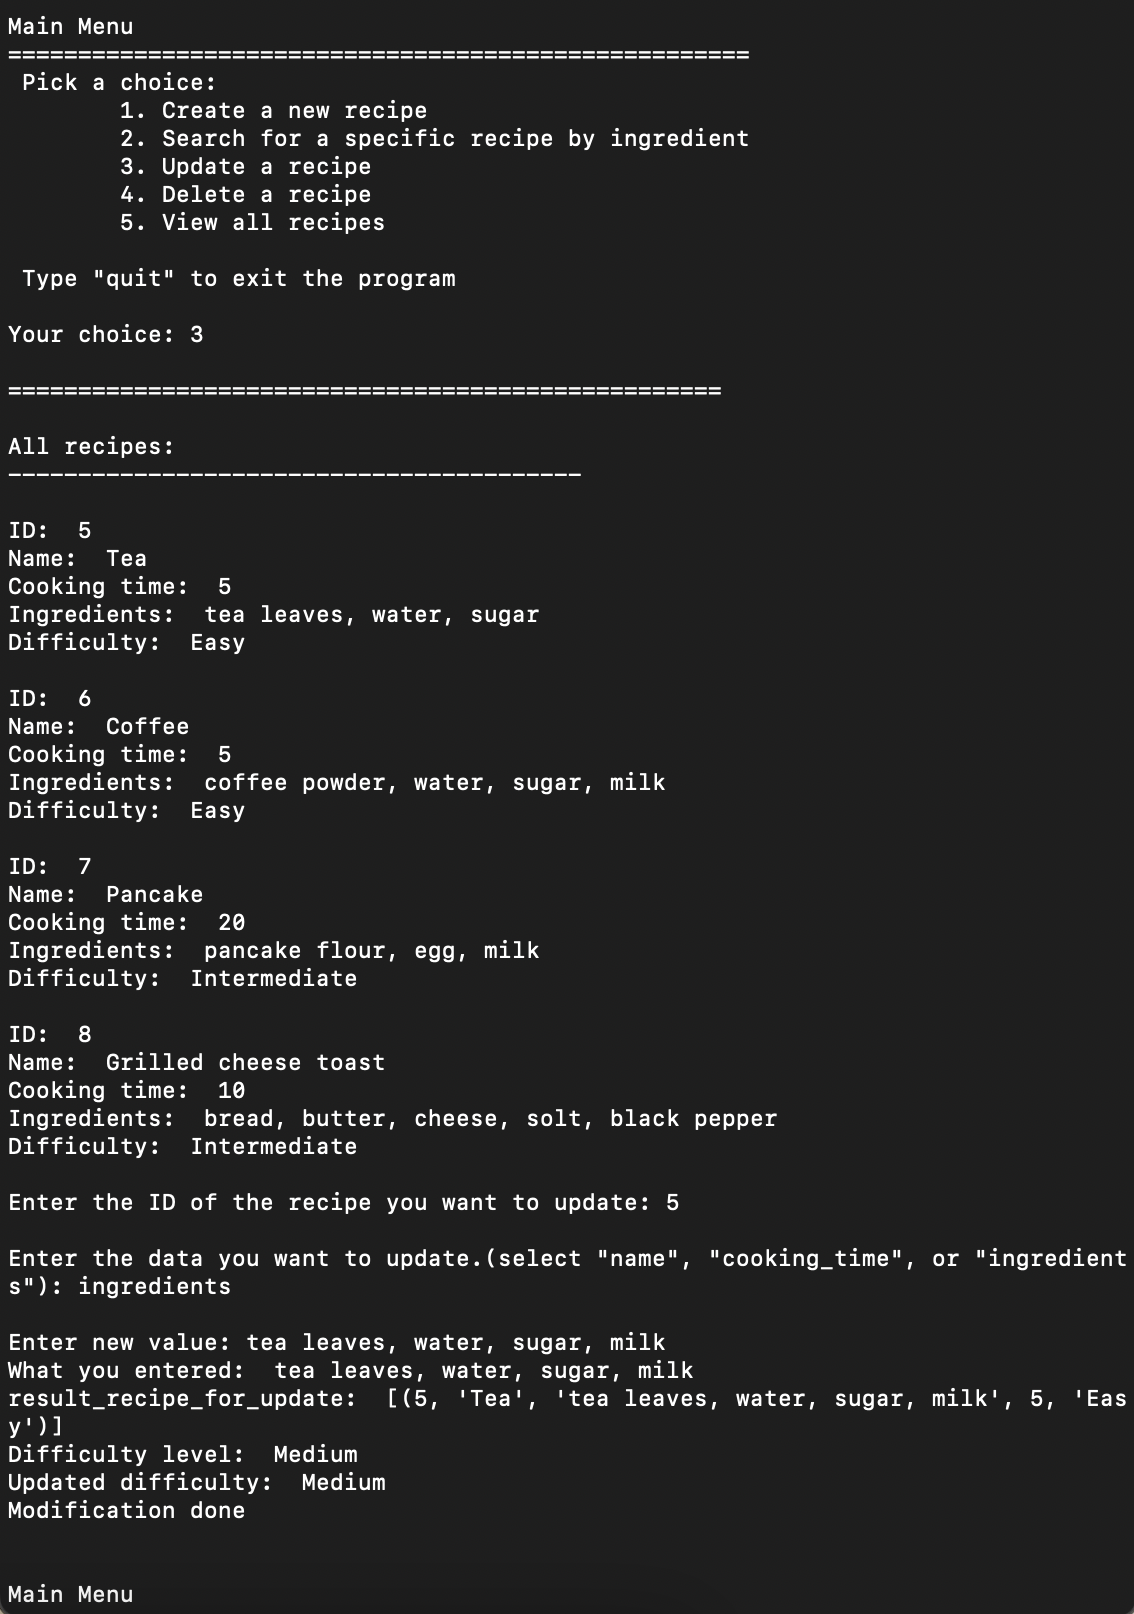 Main Menu
=====================================================
 Pick a choice:
        1. Create a new recipe
        2. Search for a specific recipe by ingredient
        3. Update a recipe
        4. Delete a recipe
        5. View all recipes

 Type "quit" to exit the program

Your choice: 3

===================================================

All recipes:
-----------------------------------------

ID:  5
Name:  Tea
Cooking time:  5
Ingredients:  tea leaves, water, sugar
Difficulty:  Easy

ID:  6
Name:  Coffee
Cooking time:  5
Ingredients:  coffee powder, water, sugar, milk
Difficulty:  Easy

ID:  7
Name:  Pancake
Cooking time:  20
Ingredients:  pancake flour, egg, milk
Difficulty:  Intermediate

ID:  8
Name:  Grilled cheese toast
Cooking time:  10
Ingredients:  bread, butter, cheese, solt, black pepper
Difficulty:  Intermediate

Enter the ID of the recipe you want to update: 5

Enter the data you want to update.(select "name", "cooking_time", or "ingredient
s"): ingredients

Enter new value: tea leaves, water, sugar, milk
What you entered:  tea leaves, water, sugar, milk
result_recipe_for_update:  [(5, 'Tea', 'tea leaves, water, sugar, milk', 5, 'Eas
y')]
Difficulty level:  Medium
Updated difficulty:  Medium
Modification done


Main Menu